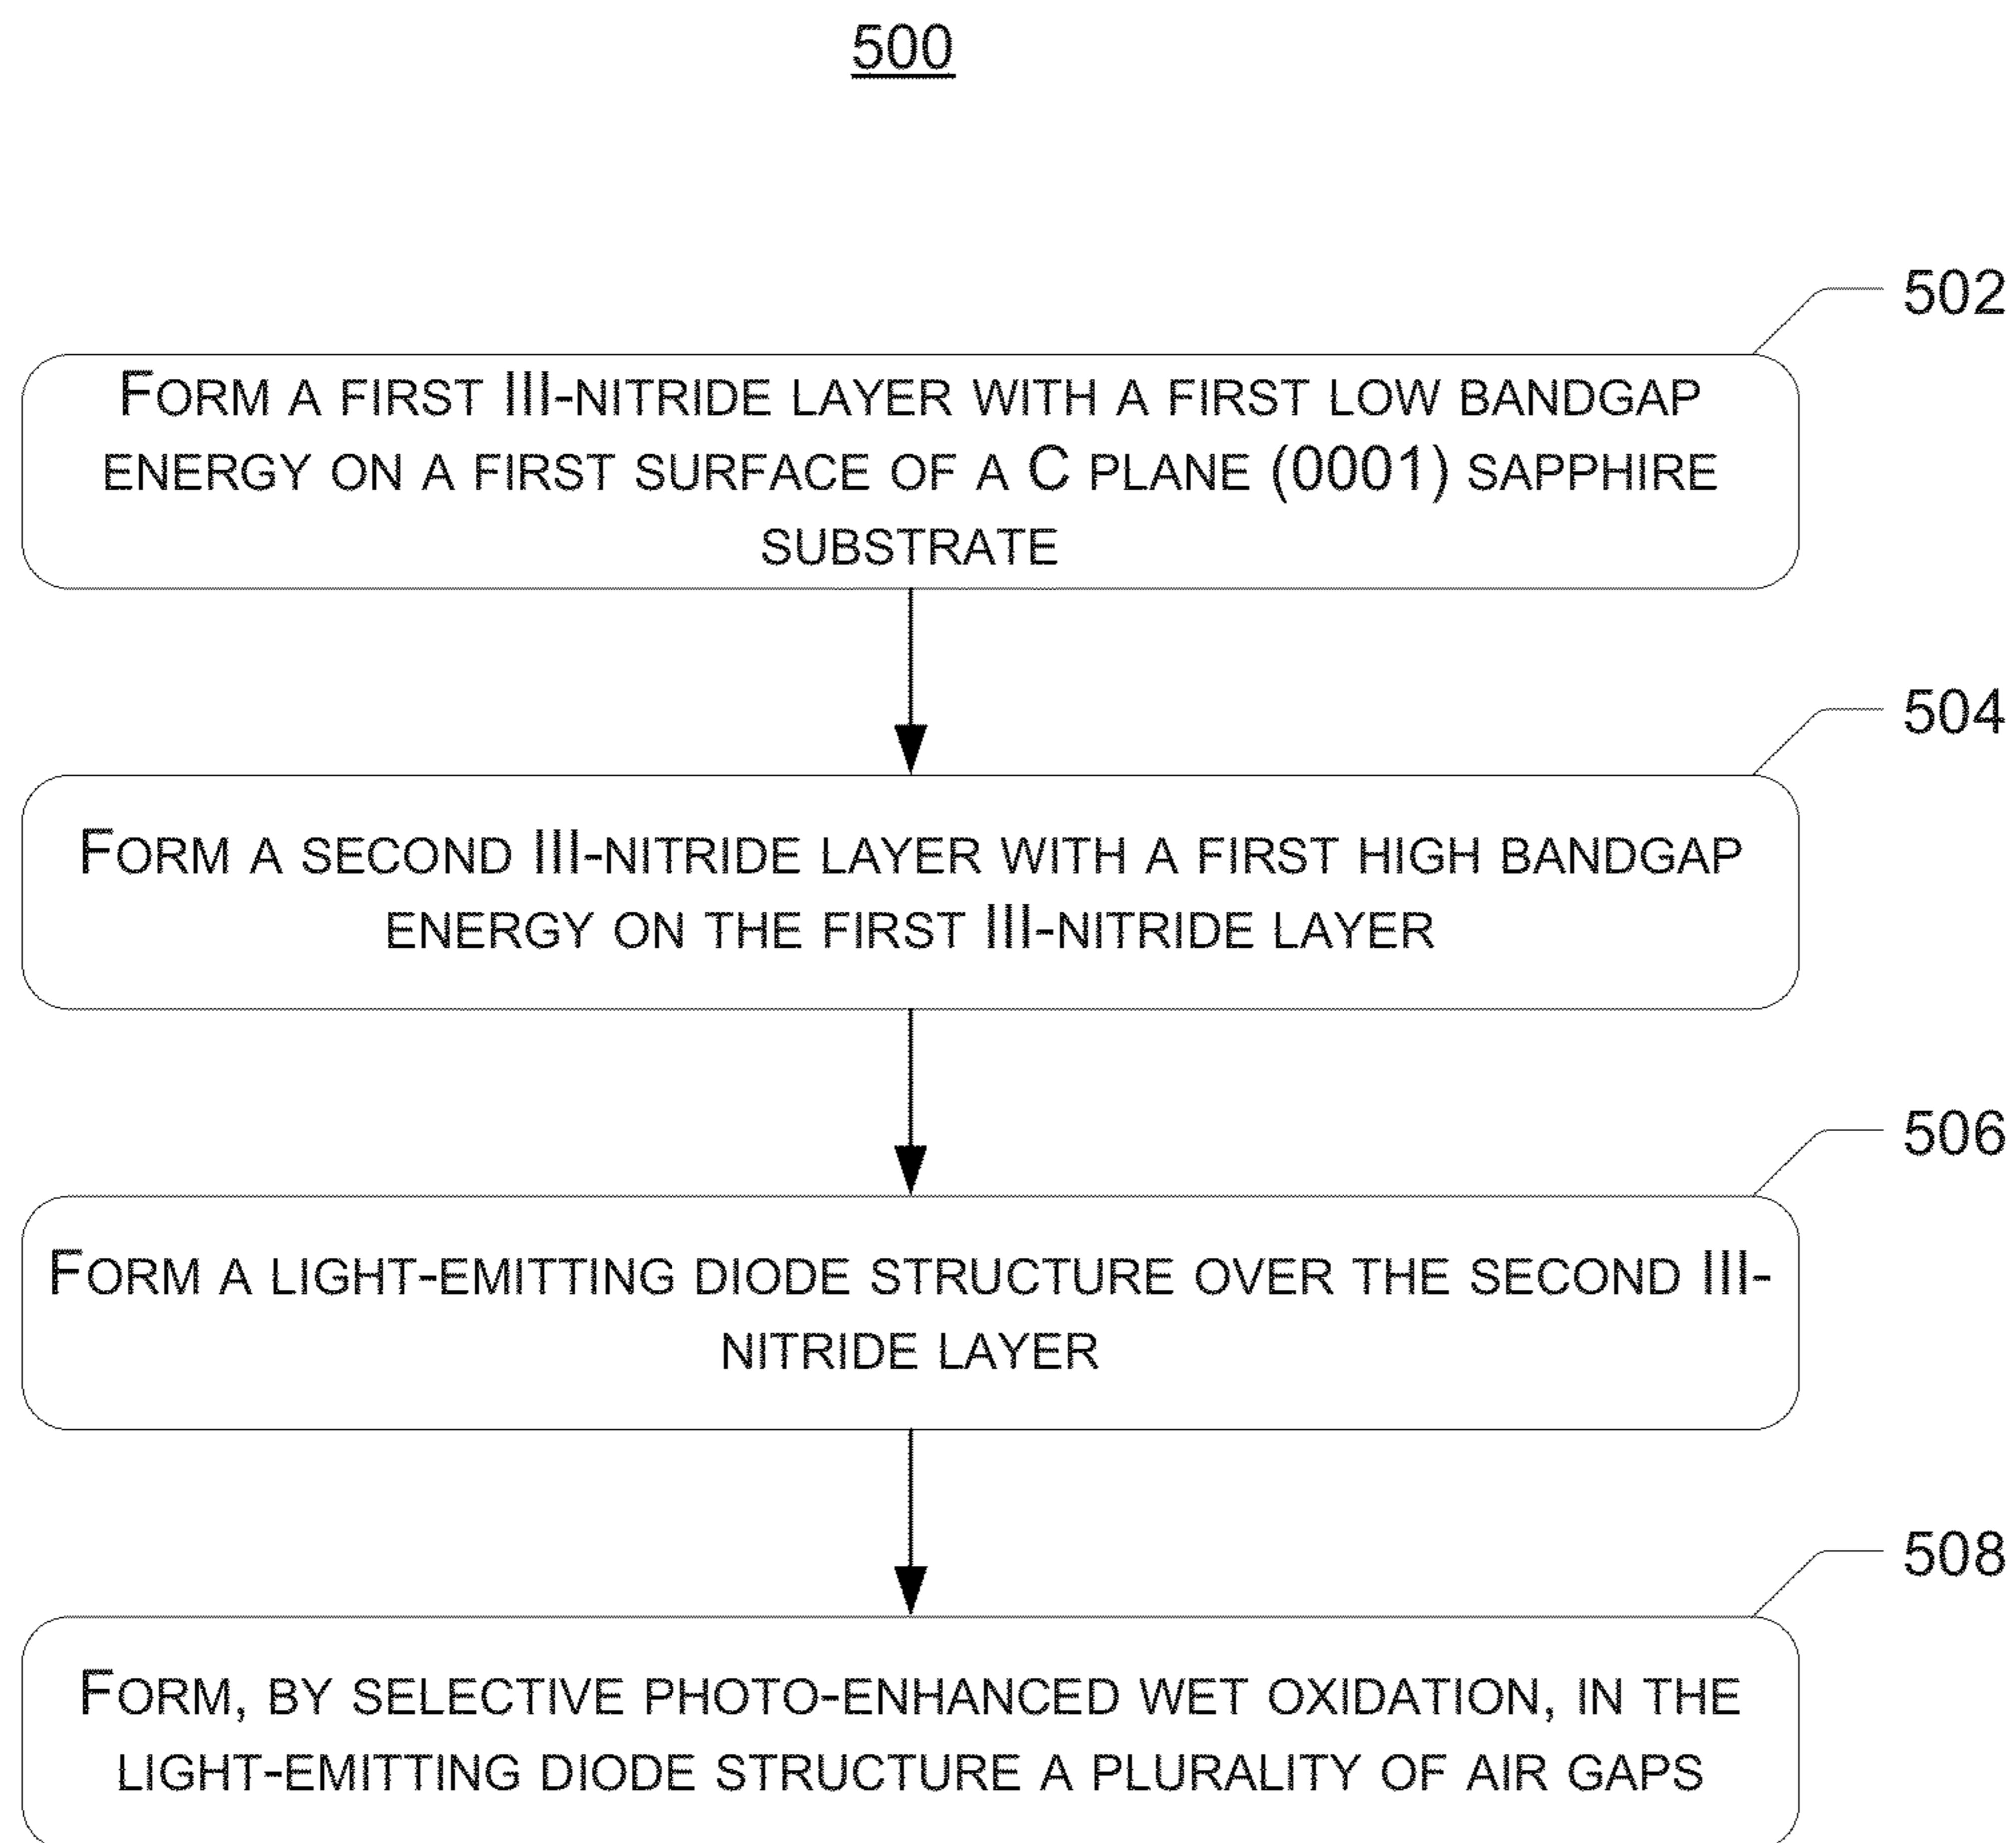 500
502
FORM A FIRST III-NITRIDE LAYER WITH A FIRST LOW BANDGAP
ENERGY ON A FIRST SURFACE OF A C PLANE (0001) SAPPHIRE
SUBSTRATE
504
FORM A SECOND III-NITRIDE LAYER WITH A FIRST HIGH BANDGAP
ENERGY ON THE FIRST III-NITRIDE LAYER
506
FORM A LIGHT-EMITTING DIODE STRUCTURE OVER THE SECOND III-
NITRIDE LAYER
508
FORM, BY SELECTIVE PHOTO-ENHANCED WET OXIDATION, IN THE
LIGHT-EMITTING DIODE STRUCTURE A PLURALITY OF AIR GAPS